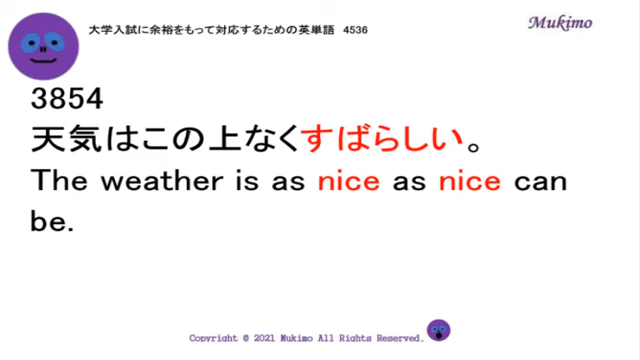 大学入試に余裕をもって対応するための英単語 4536
Mukimo
3854
天気はこの上なくすばらしい。
The weather is as nice as nice can
be.
Copyright © 2021 Mukimo All Rights Reserved.